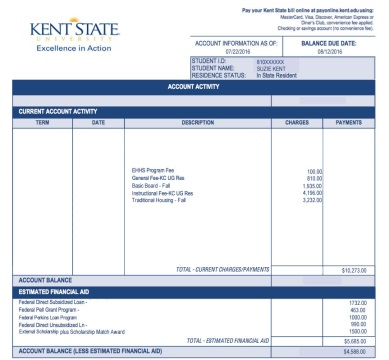 Pay your Kent State bill online at payonline.kent.edu using:
MasterCard, Visa, Discover, American Express or
Diner's Club, convenience fee applied.
Checking or savings account (no convenience fee).
KENT STATE
UNIVERSITY
Excellence in Action
ACCOUNT INFORMATION AS OF: BALANCE DUE DATE:
07/22/2016 08/12/2016
STUDENT I.D: 810XXXXXX
STUDENT NAME: SUZIE KENT
RESIDENCE STATUS: In State Resident
ACCOUNT ACTIVITY
CURRENT ACCOUNT ACTIVITY
TERM DATE DESCRIPTION CHARGES PAYMENTS
EHHS Program Fee 100.00
General Fee-KC UG Res 810.00
Basic Board - Fall 1,935.00
Instructional Fee-KC UG Res 4,196.00
Traditional Housing - Fall 3,232.00
TOTAL - CURRENT CHARGES/PAYMENTS $10,273.00
ACCOUNT BALANCE
ESTIMATED FINANCIAL AID
Federal Direct Subsidized Loan - 1732.00
Federal Pell Grant Program - 463.00
Federal Perkins Loan Program 1000.00
Federal Direct Unsubsidized Ln - 990.00
External Scholarship plus Scholarship Match Award 1500.00
TOTAL - ESTIMATED FINANCIAL AID $5,685.00
ACCOUNT BALANCE (LESS ESTIMATED FINANCIAL AID) $4,588.00